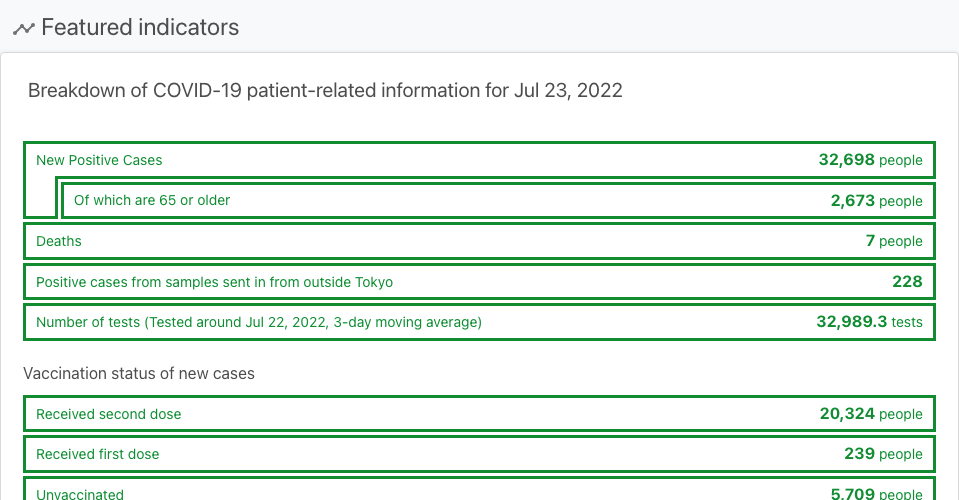 Featured indicators
Breakdown of COVID-19 patient-related information for Jul 23, 2022
New Positive Cases 32,698 people
Of which are 65 or older 2,673 people
Deaths 7 people
Positive cases from samples sent in from outside Tokyo 228
Number of tests (Tested around Jul 22, 2022, 3-day moving average) 32,989.3 tests
Vaccination status of new cases
Received second dose 20,324 people
Received first dose 239 people
Unvaccinated 5,709 people